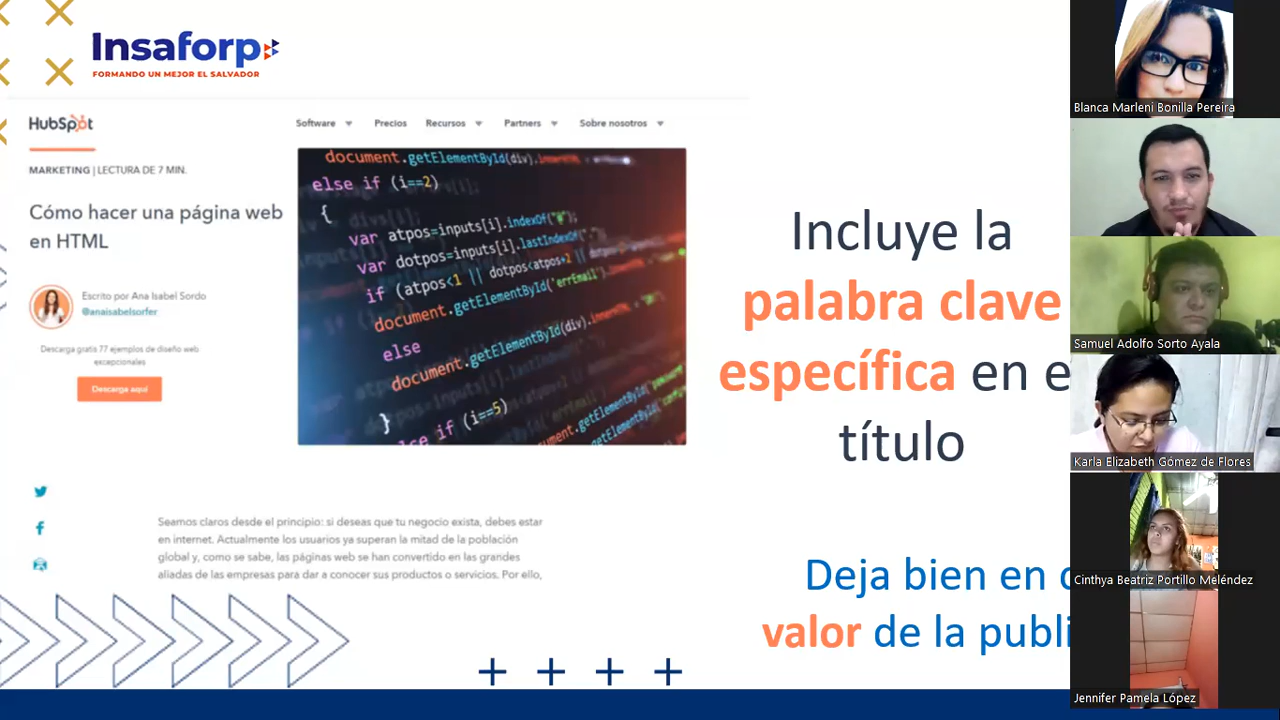 Insaforp
FORMANDO UN MEJOR EL SALVADOR
HubSpot
Software
Precios
Recursos
Partners
Sobre nosotros
MARKETING | LECTURA DE 7 MIN.
Cómo hacer una página web
en HTML
Escrito por Ana Isabel Sordo
@anaisabelsorfer
Descarga gratis 77 ejemplos de diseño web
excepcionales
Descarga aquí
document.getElementById(div).
else if (i==2)
{
var atpos=inputs[i].indexOf("@");
var dotpos=inputs[i].lastIndexOf(".
if (atpos<1 || dotpos<atpos+2 ||
document.getElementById('errEmail')
else
document.getElementById(div).
}
else if (i==5)
Seamos claros desde el principio: si deseas que tu negocio exista, debes estar
en internet. Actualmente los usuarios ya superan la mitad de la población
global y, como se sabe, las páginas web se han convertido en las grandes
aliadas de las empresas para dar a conocer sus productos o servicios. Por ello,
Incluye la
palabra clave
específica en e
título
Deja bien en c
valor de la publi
Blanca Marleni Bonilla Pereira
Samuel Adolfo Sorto Ayala
Karla Elizabeth Gómez de Flores
Cinthya Beatriz Portillo Meléndez
Jennifer Pamela López